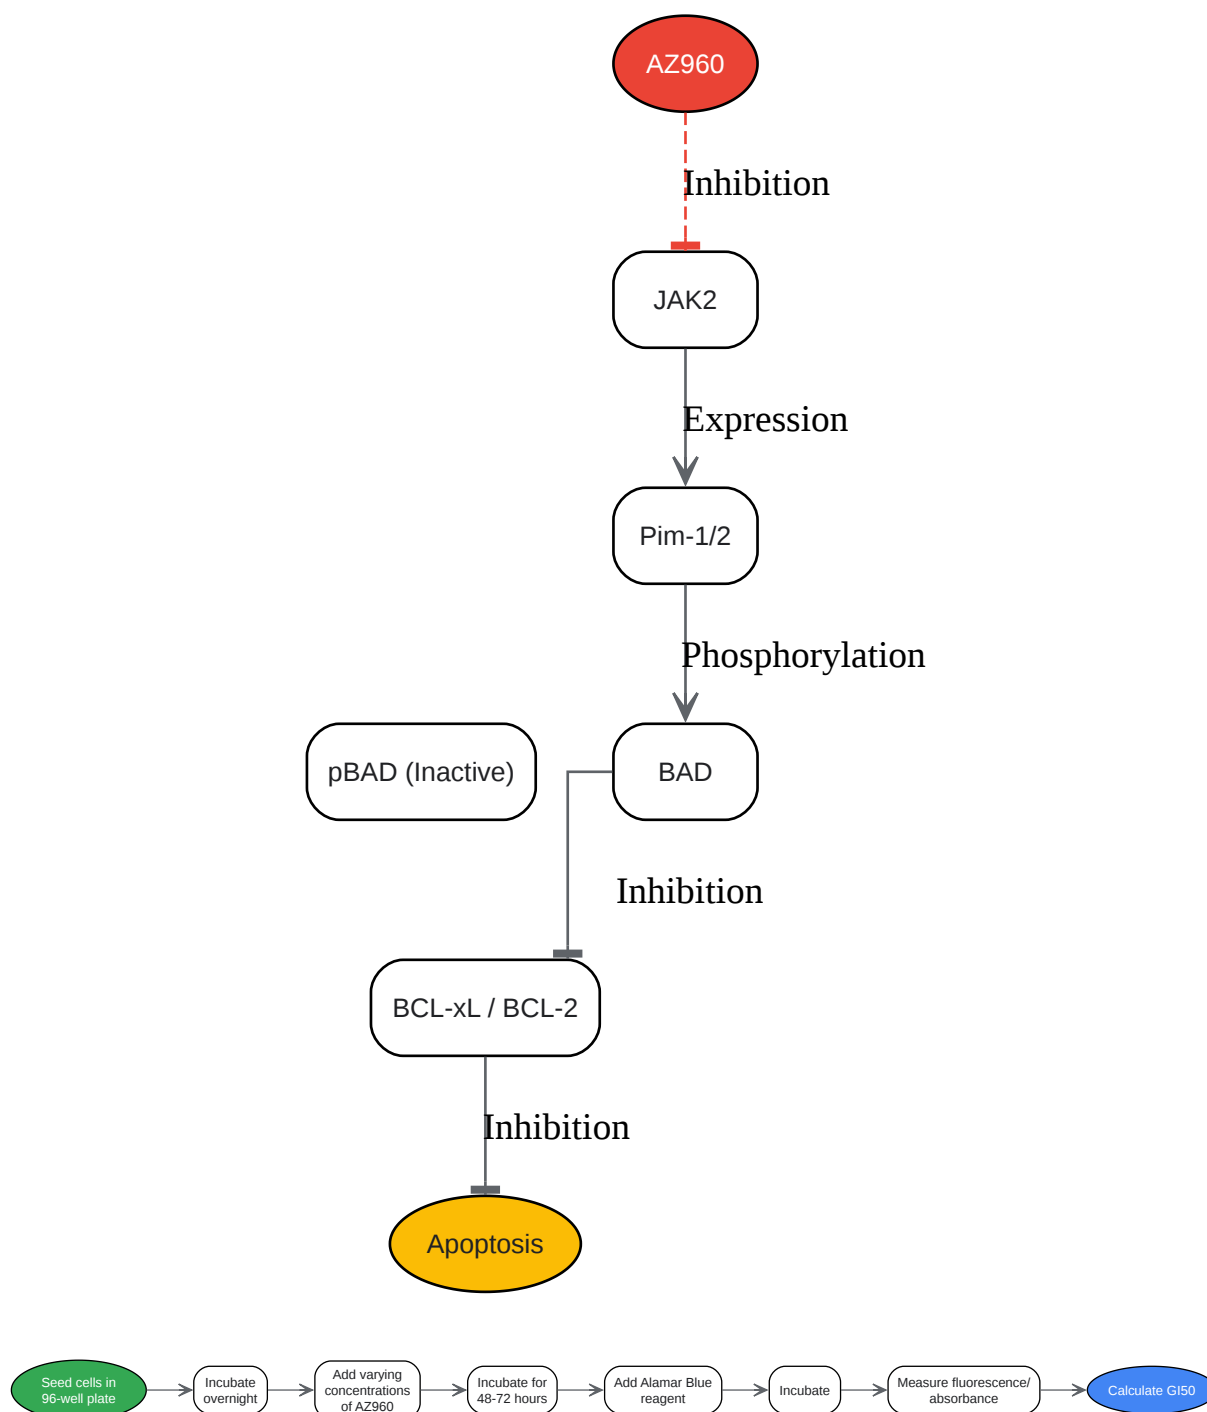 AZ960
Inhibition
JAK2
Expression
Pim-1/2
Phosphorylation
pBAD (Inactive)
BAD
Inhibition
BCL-xL / BCL-2
Inhibition
Apoptosis
Seed cells in
96-well plate
Incubate
overnight
Add varying
concentrations
of AZ960
Incubate for
48-72 hours
Add Alamar Blue
reagent
Incubate
Measure fluorescence/
absorbance
Calculate GI50